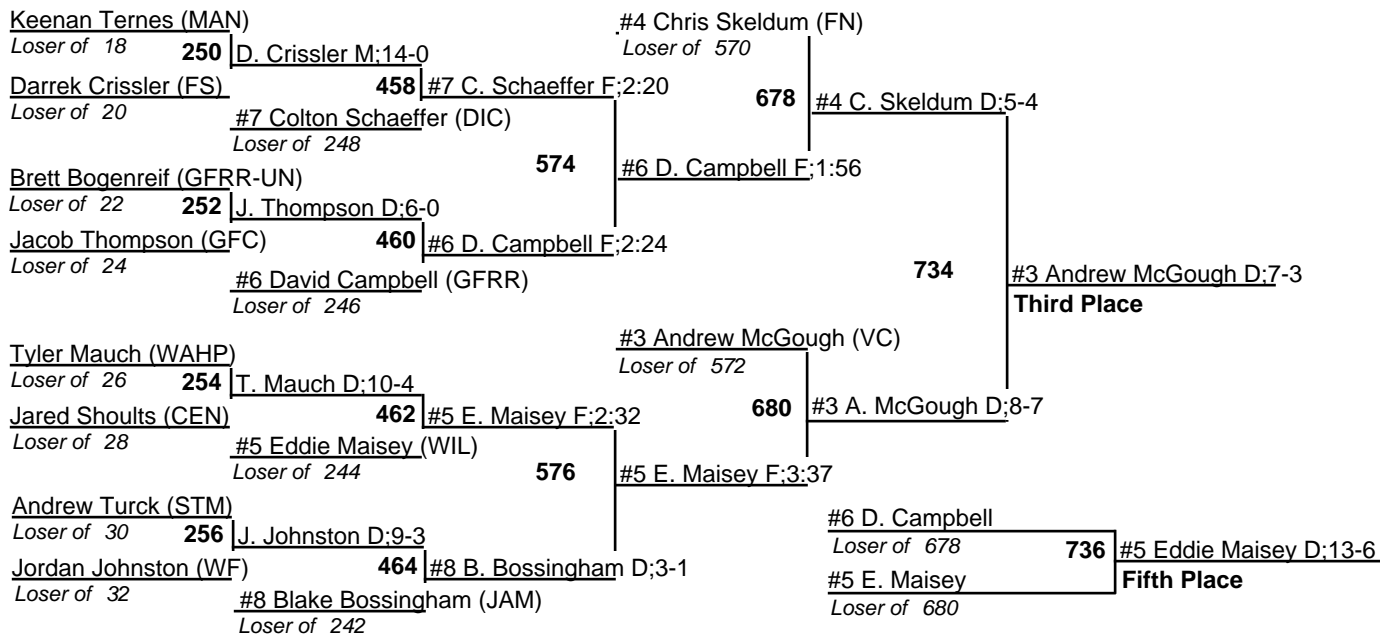 Keenan Ternes (MAN)
Loser of 18
250
D. Crissler M;14-0
Darrek Crissler (FS)
Loser of 20
458
#7 C. Schaeffer F;2:20
#7 Colton Schaeffer (DIC)
Loser of 248
574
#6 D. Campbell F;1:56
Brett Bogenreif (GFRR-UN)
Loser of 22
252
J. Thompson D;6-0
Jacob Thompson (GFC)
Loser of 24
460
#6 D. Campbell F;2:24
#6 David Campbell (GFRR)
Loser of 246
#4 Chris Skeldum (FN)
Loser of 570
678
#4 C. Skeldum D;5-4
734
#3 Andrew McGough D;7-3
Third Place
Tyler Mauch (WAHP)
Loser of 26
254
T. Mauch D;10-4
Jared Shoults (CEN)
Loser of 28
462
#5 E. Maisey F;2:32
#5 Eddie Maisey (WIL)
Loser of 244
576
#5 E. Maisey F;3:37
Andrew Turck (STM)
Loser of 30
256
J. Johnston D;9-3
Jordan Johnston (WF)
Loser of 32
464
#8 B. Bossingham D;3-1
#8 Blake Bossingham (JAM)
Loser of 242
#3 Andrew McGough (VC)
Loser of 572
680
#3 A. McGough D;8-7
#6 D. Campbell
Loser of 678
736
#5 Eddie Maisey D;13-6
Fifth Place
#5 E. Maisey
Loser of 680